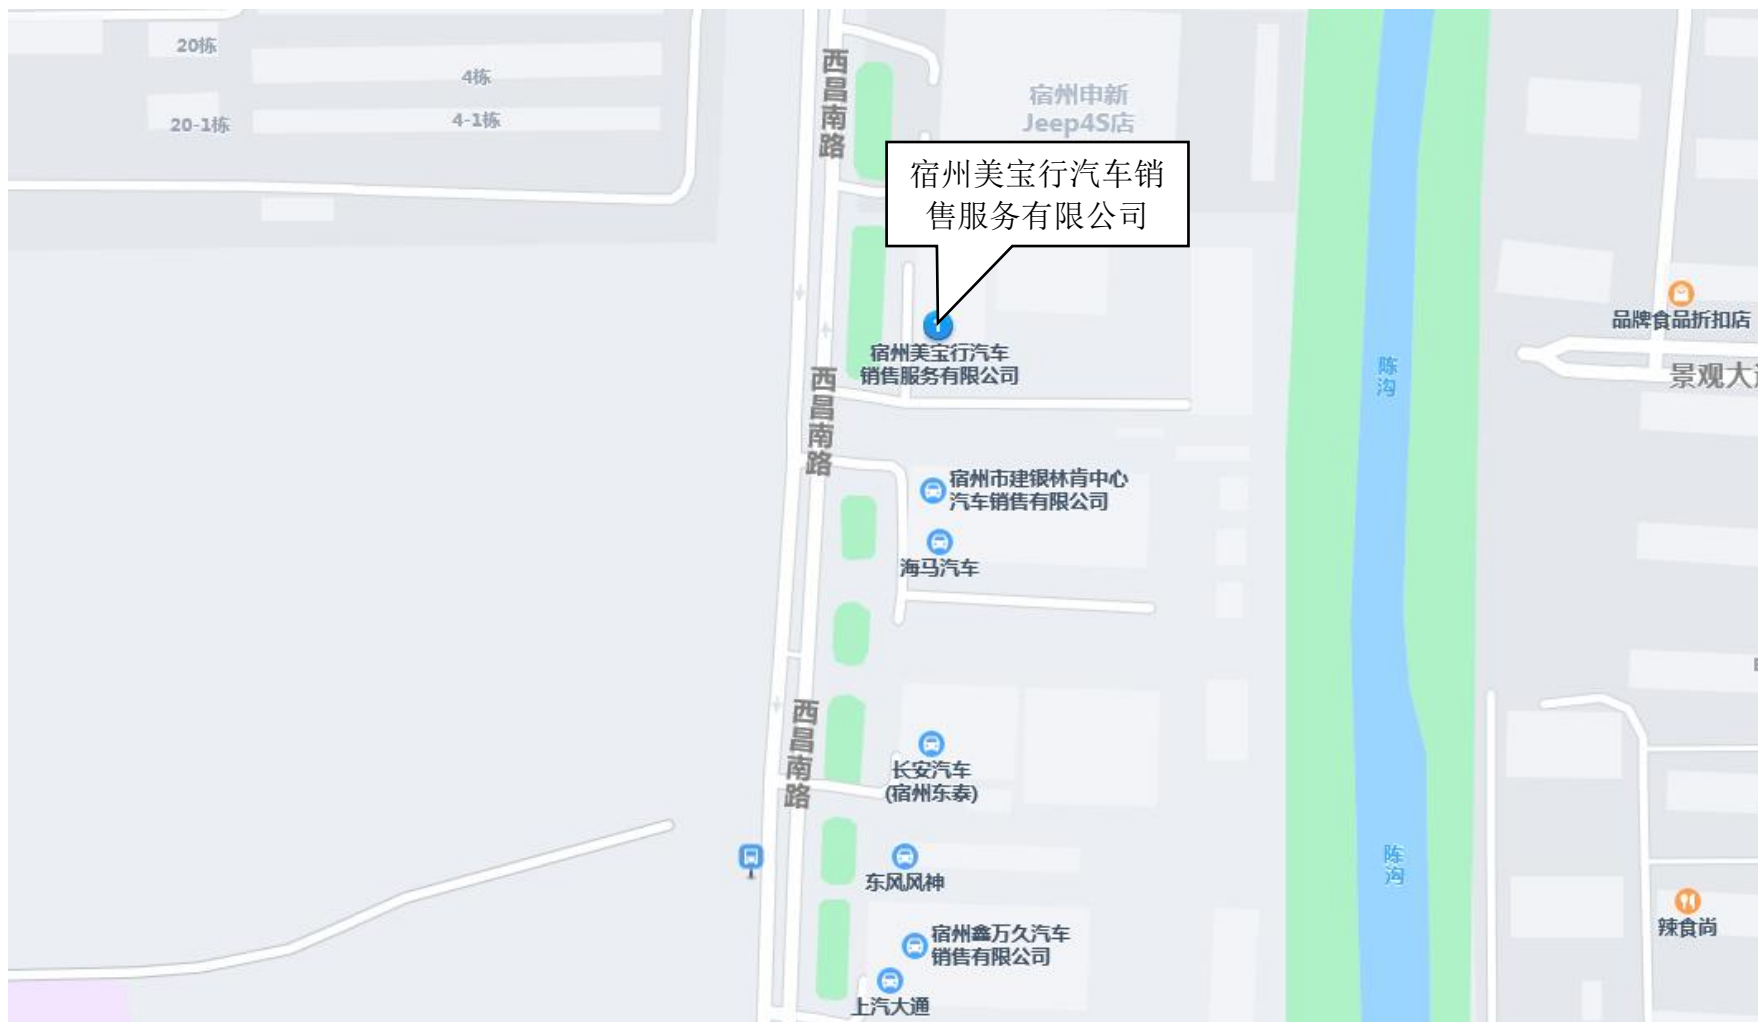 20栋
4栋
20-1栋
4-1栋
西昌南路
宿州申新
Jeep4S店
宿州美宝行汽车销
售服务有限公司
宿州美宝行汽车
销售服务有限公司
品牌食品折扣店
景观大
陈沟
西昌南路
宿州市建银林肯中心
汽车销售有限公司
海马汽车
西昌南路
长安汽车
(宿州东泰)
东风风神
陈沟
宿州鑫万久汽车
销售有限公司
上汽大通
辣食尚